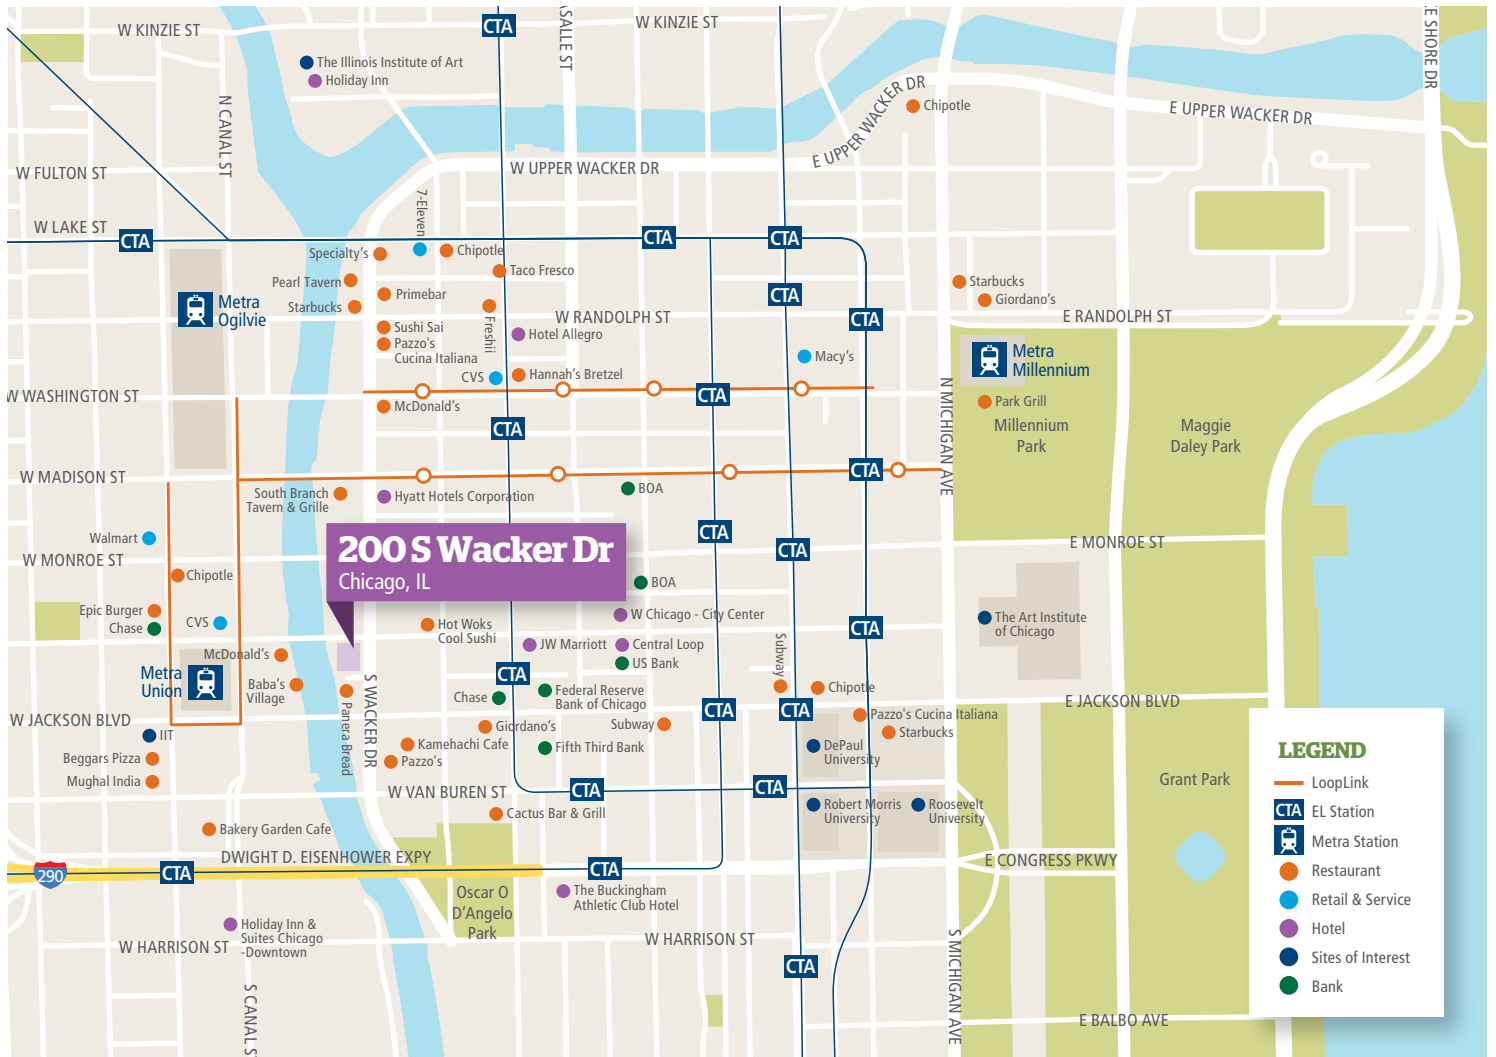 W KINZIE ST
CTA
SALLE ST
W KINZIE ST
E SHORE DR
The Illinois Institute of Art
Holiday Inn
N CANAL ST
E UPPER WACKER DR
Chipotle
E UPPER WACKER DR
W FULTON ST
W UPPER WACKER DR
7-Eleven
W LAKE ST
CTA
CTA
CTA
Specialty's
Chipotle
Taco Fresco
Pearl Tavern
Primebar
Starbucks
CTA
Starbucks
Giordano's
Metra
Ogilvie
Freshii
W RANDOLPH ST
CTA
E RANDOLPH ST
Sushi Sai
Pazzo's
Cucina Italiana
Hotel Allegro
Macy's
Metra
Millennium
CVS
Hannah's Bretzel
W WASHINGTON ST
McDonald's
CTA
N MICHIGAN AVE
Park Grill
CTA
Millennium
Park
Maggie
Daley Park
W MADISON ST
CTA
South Branch
Tavern & Grille
Hyatt Hotels Corporation
BOA
Walmart
200 S Wacker Dr
Chicago, IL
CTA
CTA
E MONROE ST
W MONROE ST
Chipotle
BOA
Epic Burger
Chase
CVS
Hot Woks
Cool Sushi
W Chicago - City Center
CTA
The Art Institute
of Chicago
McDonald's
JW Marriott
Central Loop
US Bank
Subway
Metra
Union
Baba's
Village
Panera Bread
S WACKER DR
CTA
Chase
Federal Reserve
Bank of Chicago
Chipotle
E JACKSON BLVD
W JACKSON BLVD
CTA
CTA
Giordano's
Subway
Pazzo's Cucina Italiana
Starbucks
IIT
Kamehachi Cafe
Fifth Third Bank
DePaul
University
Beggars Pizza
Pazzo's
Mughal India
W VAN BUREN ST
CTA
CTA
Grant Park
Cactus Bar & Grill
Robert Morris
University
Roosevelt
University
Bakery Garden Cafe
DWIGHT D. EISENHOWER EXPY
E CONGRESS PKWY
290
CTA
CTA
Oscar O
D'Angelo
Park
The Buckingham
Athletic Club Hotel
Holiday Inn &
Suites Chicago
-Downtown
W HARRISON ST
W HARRISON ST
CTA
S CANAL S
S MICHIGAN AVE
E BALBO AVE
LEGEND
LoopLink
CTA
EL Station
Metra Station
Restaurant
Retail & Service
Hotel
Sites of Interest
Bank